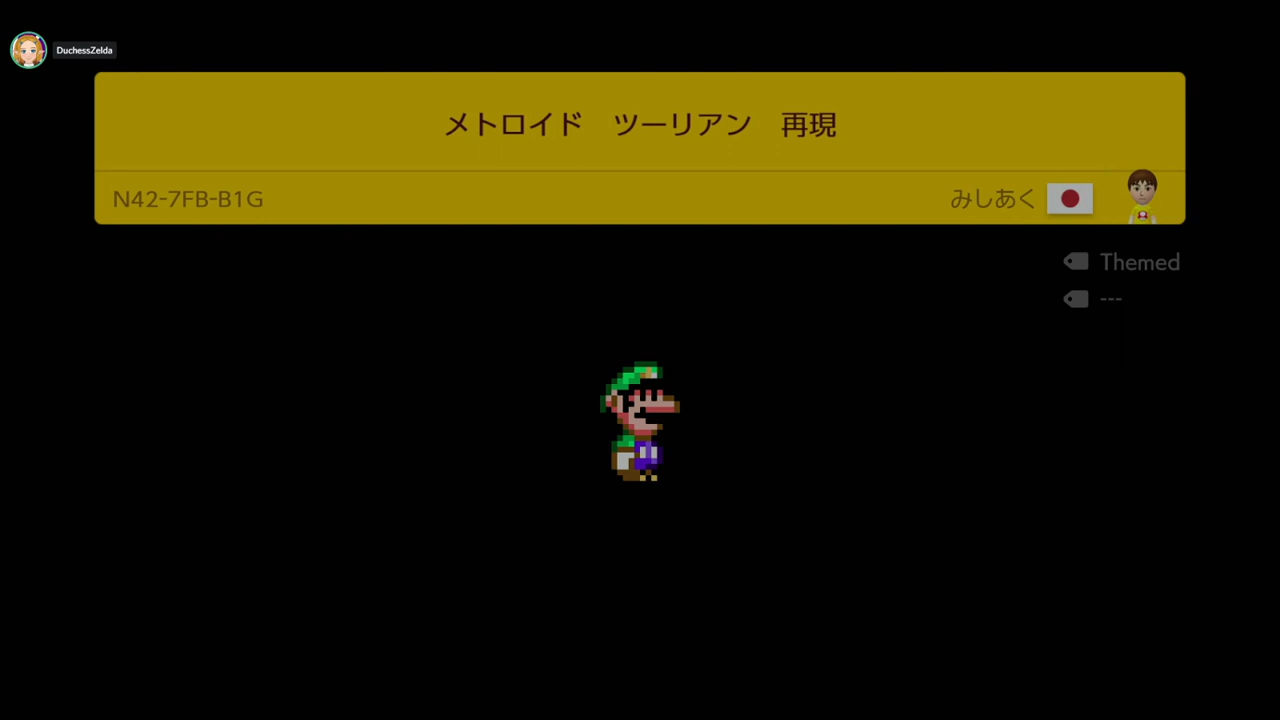 DuchessZelda
メトロイド ツーリアン 再現
N42-7FB-B1G
みしあく
Themed
---